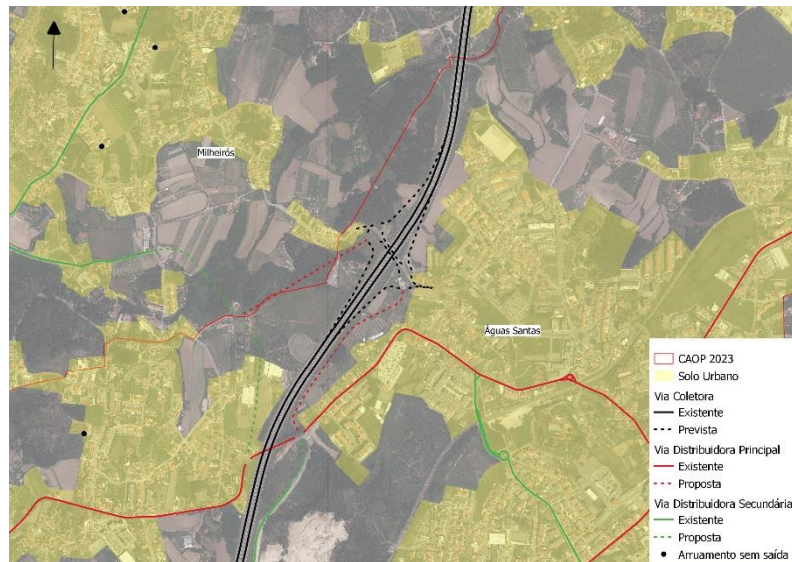 Milheirós
Águas Santas
CAOP 2023
Solo Urbano
Via Coletora
Existente
Prevista
Via Distribuidora Principal
Existente
Proposta
Via Distribuidora Secundária
Existente
Proposta
Arruamento sem saída